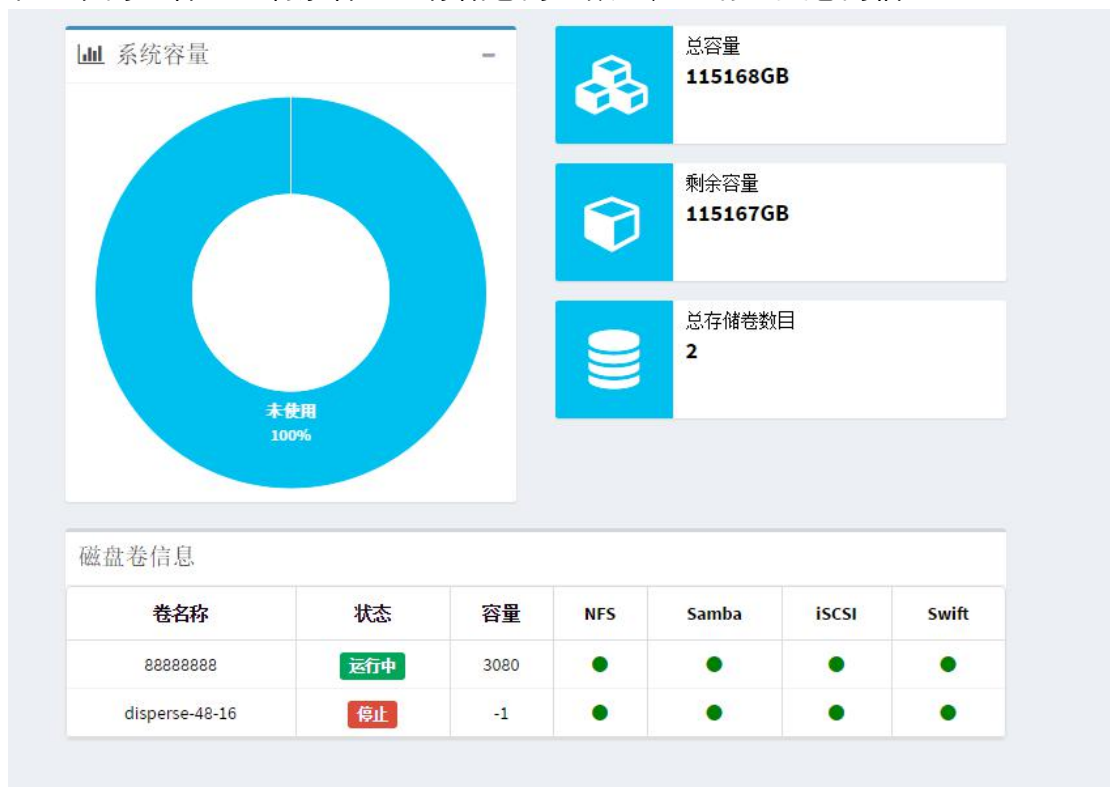 系统容量
总容量
115168GB
剩余容量
115167GB
总存储卷数目
2
未使用
100%
磁盘卷信息
卷名称 状态 容量 NFS Samba iSCSI Swift
88888888 运行中 3080
disperse-48-16 停止 -1